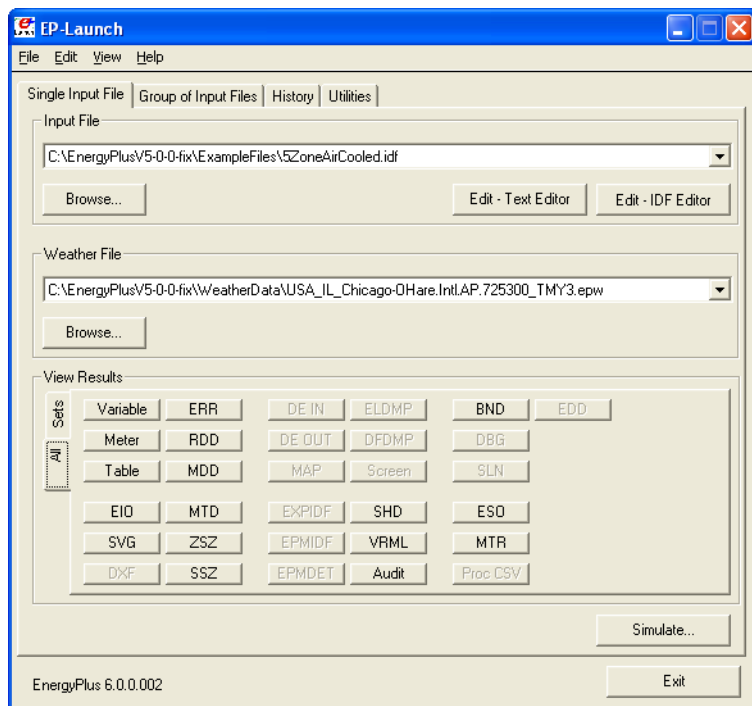 EP-Launch
File Edit View Help
Single Input File Group of Input Files History Utilities
Input File
C:\EnergyPlusV5-0-0-fix\ExampleFiles\5ZoneAirCooled.idf
Browse... Edit - Text Editor Edit - IDF Editor
Weather File
C:\EnergyPlusV5-0-0-fix\WeatherData\USA_IL_Chicago-OHare.Intl.AP.725300_TMY3.epw
Browse...
View Results
Sets
All
Variable ERR DE IN ELDMP BND EDD
Meter RDD DE OUT DFDMP DBG
Table MDD MAP Screen SLN
EIO MTD EXPIDF SHD ESO
SVG ZSZ EPMIDF VRML MTR
DXF SSZ EPMDET Audit Proc CSV
Simulate...
EnergyPlus 6.0.0.002 Exit